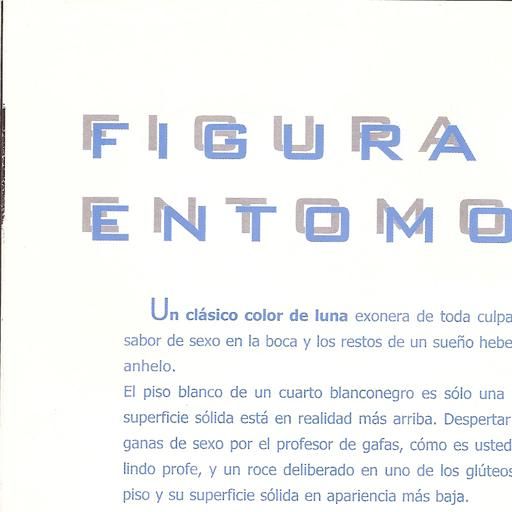 FIGURA
ENTOMO
Un clásico color de luna exonera de toda culpa
sabor de sexo en la boca y los restos de un sueño hebe
anhelo.
El piso blanco de un cuarto blanconegro es sólo una
superficie sólida está en realidad más arriba. Despertar
ganas de sexo por el profesor de gafas, cómo es usted
lindo profe, y un roce deliberado en uno de los glúteos
piso y su superficie sólida en apariencia más baja.